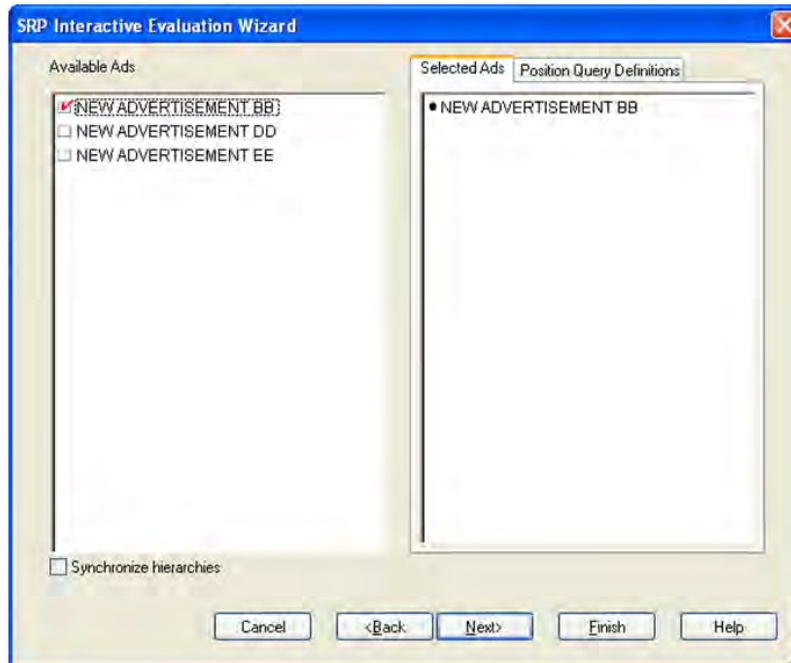 SRP Interactive Evaluation Wizard
Available Ads
NEW ADVERTISEMENT BB
NEW ADVERTISEMENT DD
NEW ADVERTISEMENT EE
Synchronize hierarchies
Selected Ads
Position Query Definitions
NEW ADVERTISEMENT BB
Cancel
<Back
Next>
Finish
Help